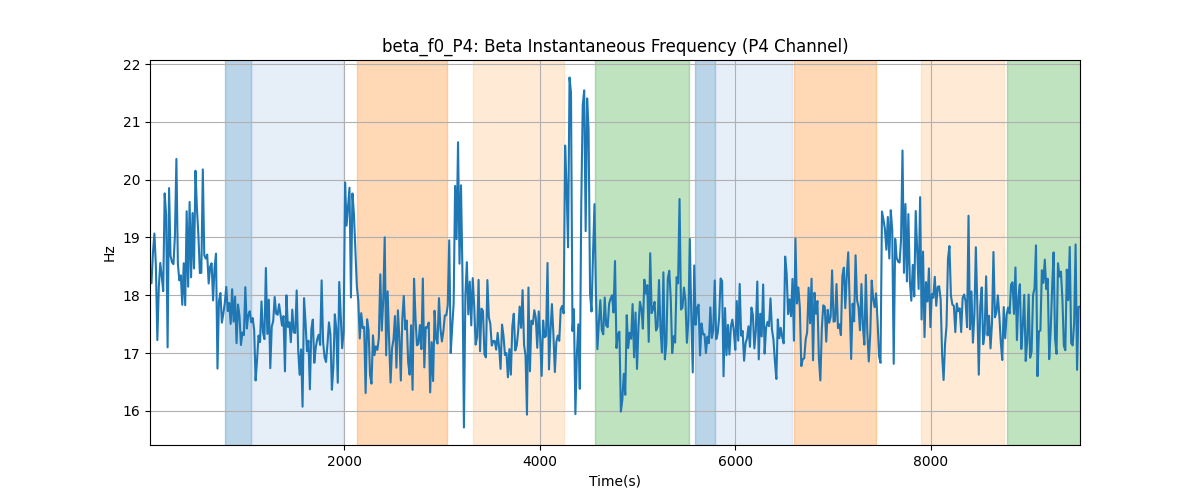 beta_f0_P4: Beta Instantaneous Frequency (P4 Channel)
22
21
20
19
18
17
16
Hz
2000 4000 6000 8000
Time(s)